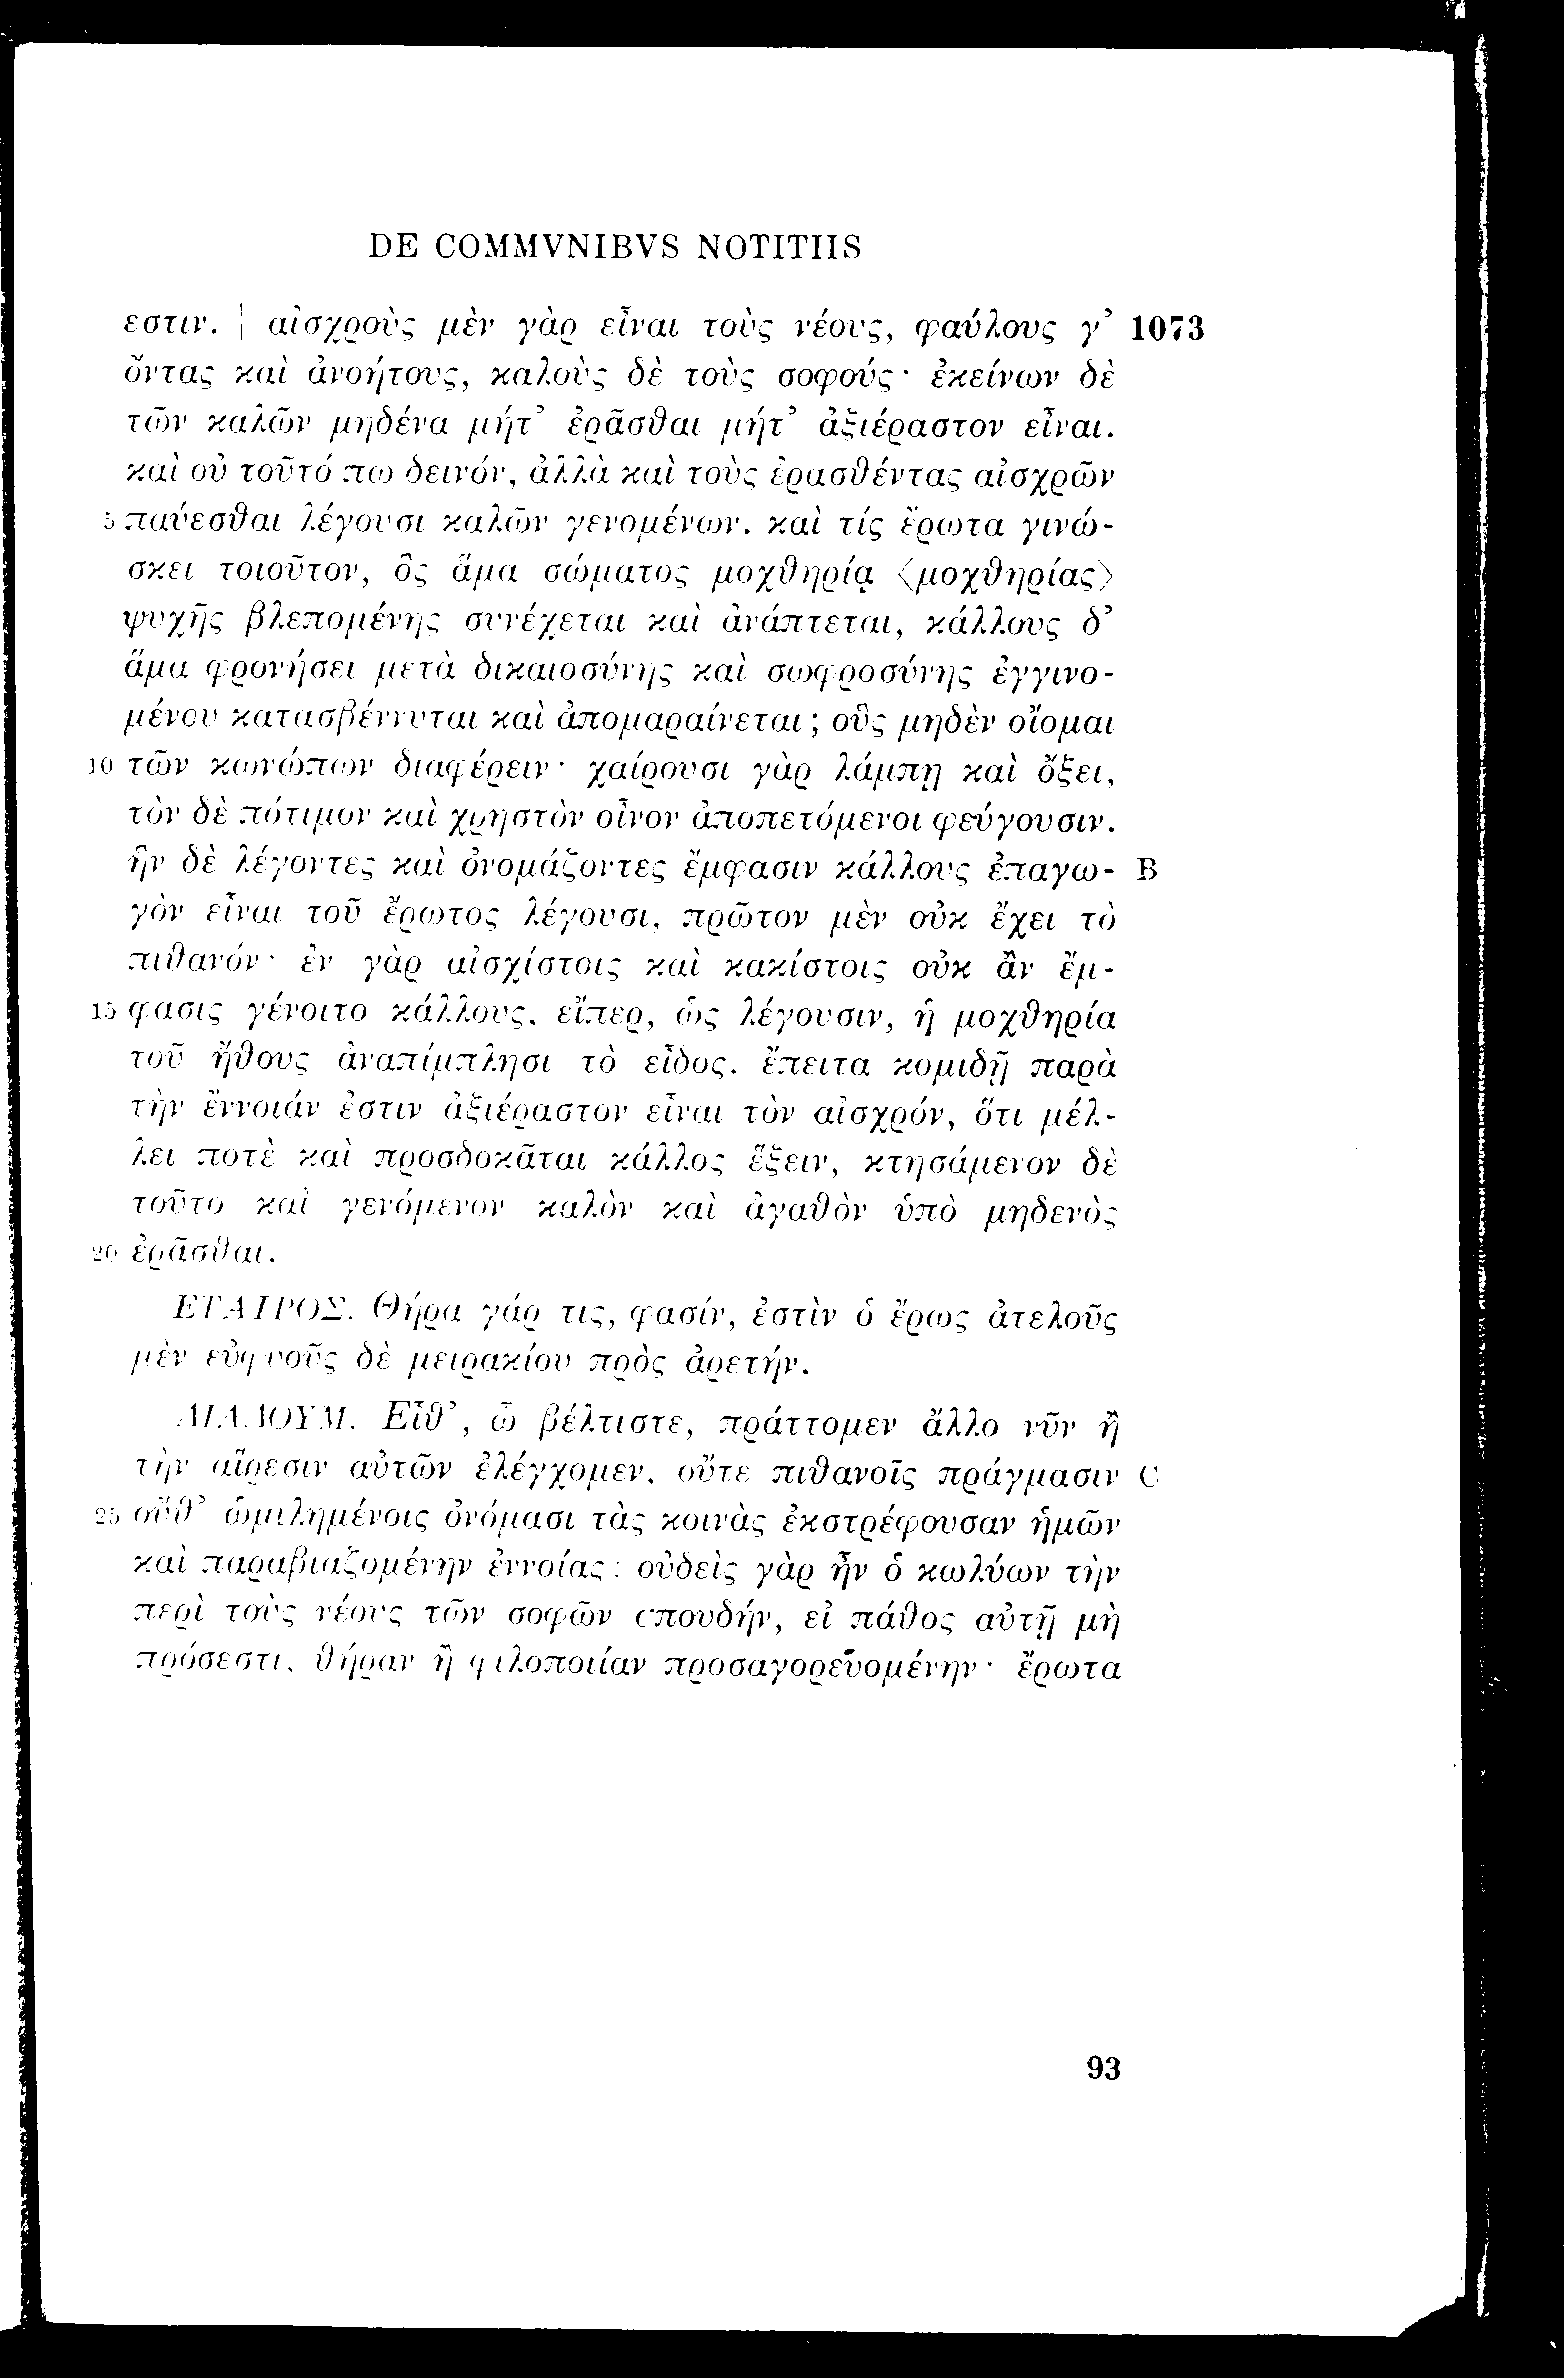 DE COMMVNIBVS NOTITIIS
εστιν. | αἰσχροὺς μὲν γὰρ εἶναι τοὺς νέους, φαύλους γ’ 1073
ὄντας καὶ ἀνοήτους, καλοὺς δὲ τοὺς σοφούς· ἐκείνων δὲ
τῶν καλῶν μηδένα μήτ’ ἐρᾶσθαι μήτ’ ἀξιέραστον εἶναι.
καὶ οὐ τοῦτό πω δεινόν, ἀλλὰ καὶ τοὺς ἐρασθέντας αἰσχρῶν
5 παύεσθαι λέγουσι καλῶν γενομένων. καὶ τίς ἔρωτα γινώ-
σκει τοιοῦτον, ὃς ἅμα σώματος μοχθηρίᾳ <μοχθηρίας>
ψυχῆς βλεπομένης συνέχεται καὶ ἀνάπτεται, κάλλους δ’
ἅμα φρονήσει μετὰ δικαιοσύνης καὶ σωφροσύνης ἐγγινο-
μένου κατασβέννυται καὶ ἀπομαραίνεται; οὓς μηδὲν οἴομαι
10 τῶν κωνώπων διαφέρειν· χαίρουσι γὰρ λάμπῃ καὶ ὄξει,
τὸν δὲ πότιμον καὶ χρηστὸν οἶνον ἀποπετόμενοι φεύγουσιν.
ἣν δὲ λέγοντες καὶ ὀνομάζοντες ἔμφασιν κάλλους ἐπαγω- B
γὸν εἶναι τοῦ ἔρωτος λέγουσι, πρῶτον μὲν οὐκ ἔχει τὸ
πιθανόν· ἐν γὰρ αἰσχίστοις καὶ κακίστοις οὐκ ἂν ἔμ-
15 φασις γένοιτο κάλλους, εἴπερ, ὡς λέγουσιν, ἡ μοχθηρία
τοῦ ἤθους ἀναπίμπλησι τὸ εἶδος. ἔπειτα κομιδῇ παρὰ
τὴν ἔννοιάν ἐστιν ἀξιέραστον εἶναι τὸν αἰσχρόν, ὅτι μέλ-
λει ποτὲ καὶ προσδοκᾶται κάλλος ἕξειν, κτησάμενον δὲ
τοῦτο καὶ γενόμενον καλὸν καὶ ἀγαθὸν ὑπὸ μηδενὸς
20 ἐρᾶσθαι.
ΕΤΑΙΡΟΣ. Θήρα γάρ τις, φασίν, ἐστὶν ὁ ἔρως ἀτελοῦς
μὲν εὐφυοῦς δὲ μειρακίου πρὸς ἀρετήν.
ΔΙΑΔΟΥΜ. Εἶθ’, ὦ βέλτιστε, πράττομεν ἄλλο νῦν ἢ
τὴν αἵρεσιν αὐτῶν ἐλέγχομεν, οὔτε πιθανοῖς πράγμασιν C
25 οὔθ’ ὡμιλημένοις ὀνόμασι τὰς κοινὰς ἐκστρέφουσαν ἡμῶν
καὶ παραβιαζομένην ἐννοίας; οὐδεὶς γὰρ ἦν ὁ κωλύων τὴν
περὶ τοὺς νέους τῶν σοφῶν σπουδήν, εἰ πάθος αὐτῇ μὴ
πρόσεστι, θήραν ἢ φιλοποιίαν προσαγορευομένην· ἔρωτα
93